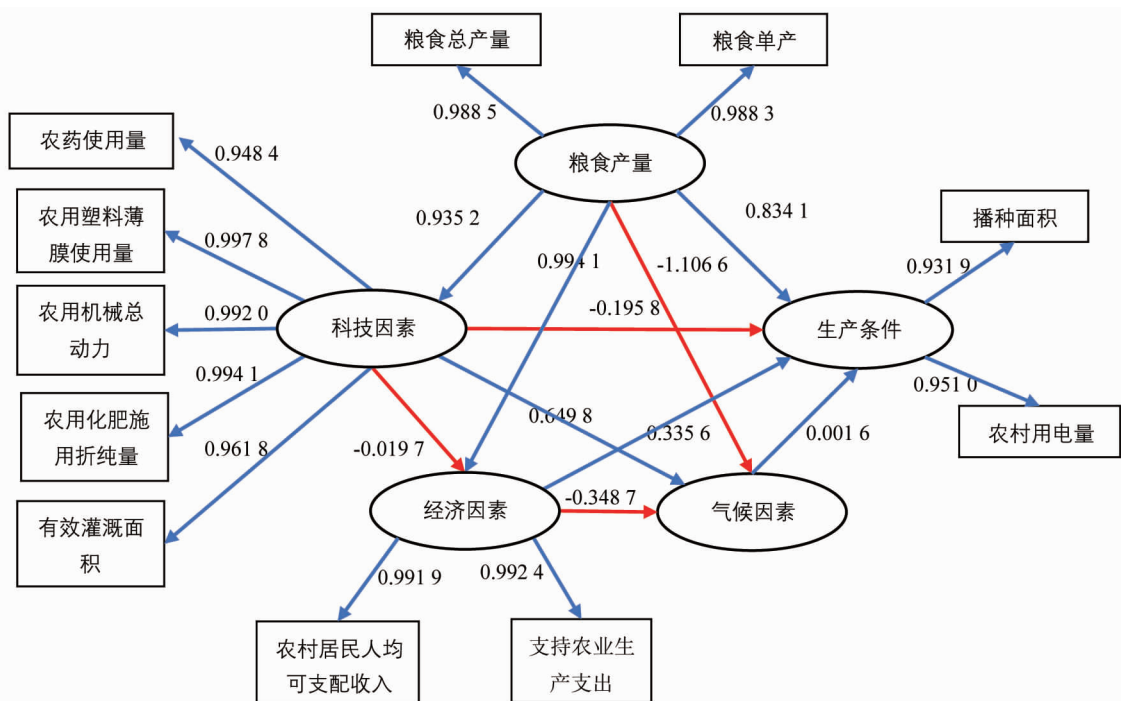 粮食总产量
粮食单产
0.988 5
0.988 3
农药使用量
0.948 4
粮食产量
农用塑料薄
膜使用量
0.997 8
0.935 2
0.834 1
播种面积
0.994 1
-1.106 6
0.931 9
农用机械总
动力
0.992 0
科技因素
-0.195 8
生产条件
0.994 1
0.951 0
农用化肥施
用折纯量
0.961 8
0.649 8
0.335 6
0.001 6
农村用电量
-0.019 7
-0.348 7
经济因素
气候因素
有效灌溉面
积
0.991 9
0.992 4
农村居民人均
可支配收入
支持农业生
产支出